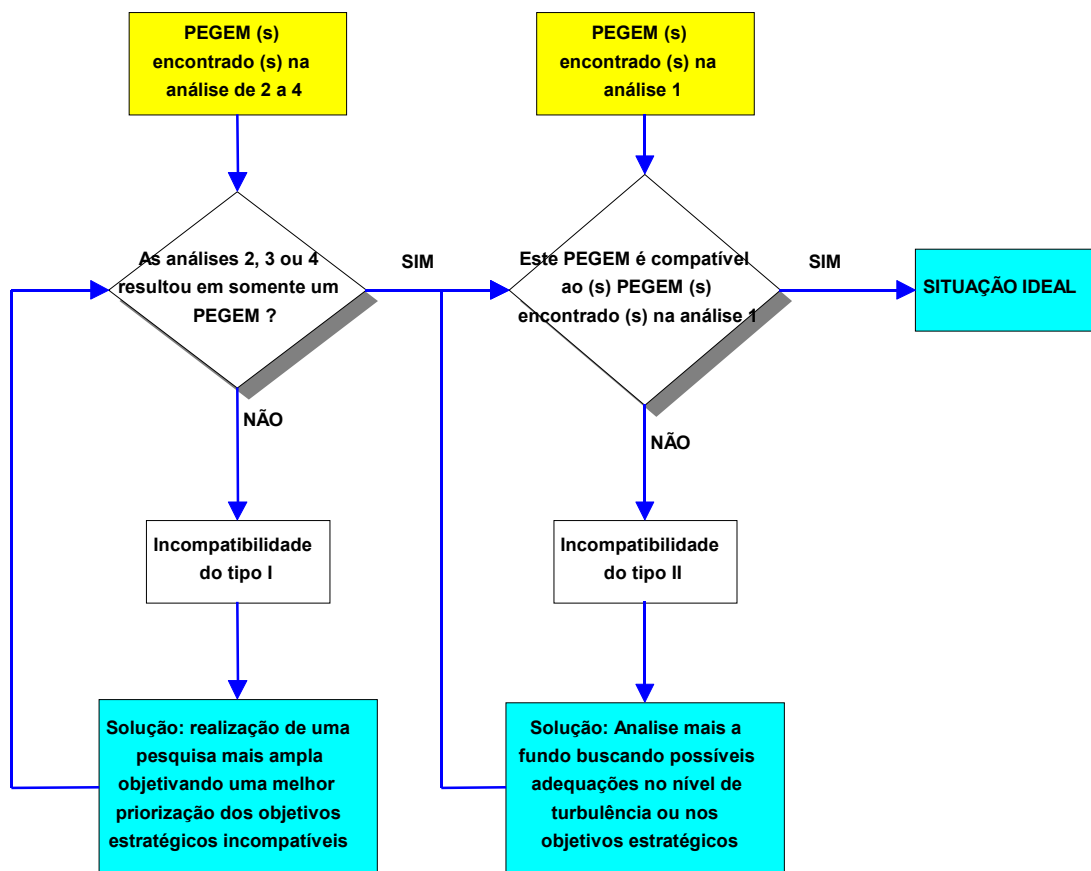 PEGEM (s)
encontrado (s) na
análise de 2 a 4
PEGEM (s)
encontrado (s) na
análise 1
As análises 2, 3 ou 4
resultou em somente um
PEGEM ?
SIM
Este PEGEM é compatível
ao (s) PEGEM (s)
encontrado (s) na análise 1
SIM
SITUAÇÃO IDEAL
NÃO
NÃO
Incompatibilidade
do tipo I
Incompatibilidade
do tipo II
Solução: realização de uma
pesquisa mais ampla
objetivando uma melhor
priorização dos objetivos
estratégicos incompatíveis
Solução: Analise mais a
fundo buscando possíveis
adequações no nível de
turbulência ou nos
objetivos estratégicos